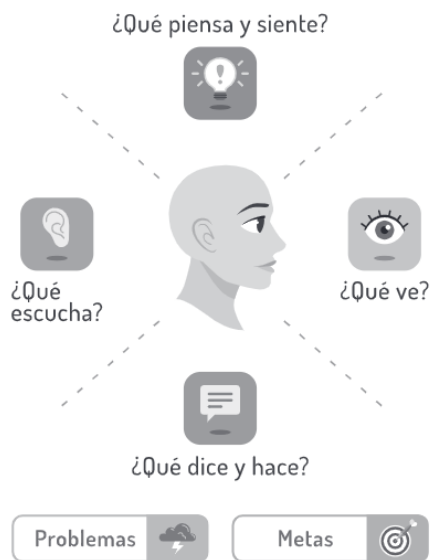 ¿Qué piensa y siente?
¿Qué
escucha?
¿Qué ve?
¿Qué dice y hace?
Problemas
Metas